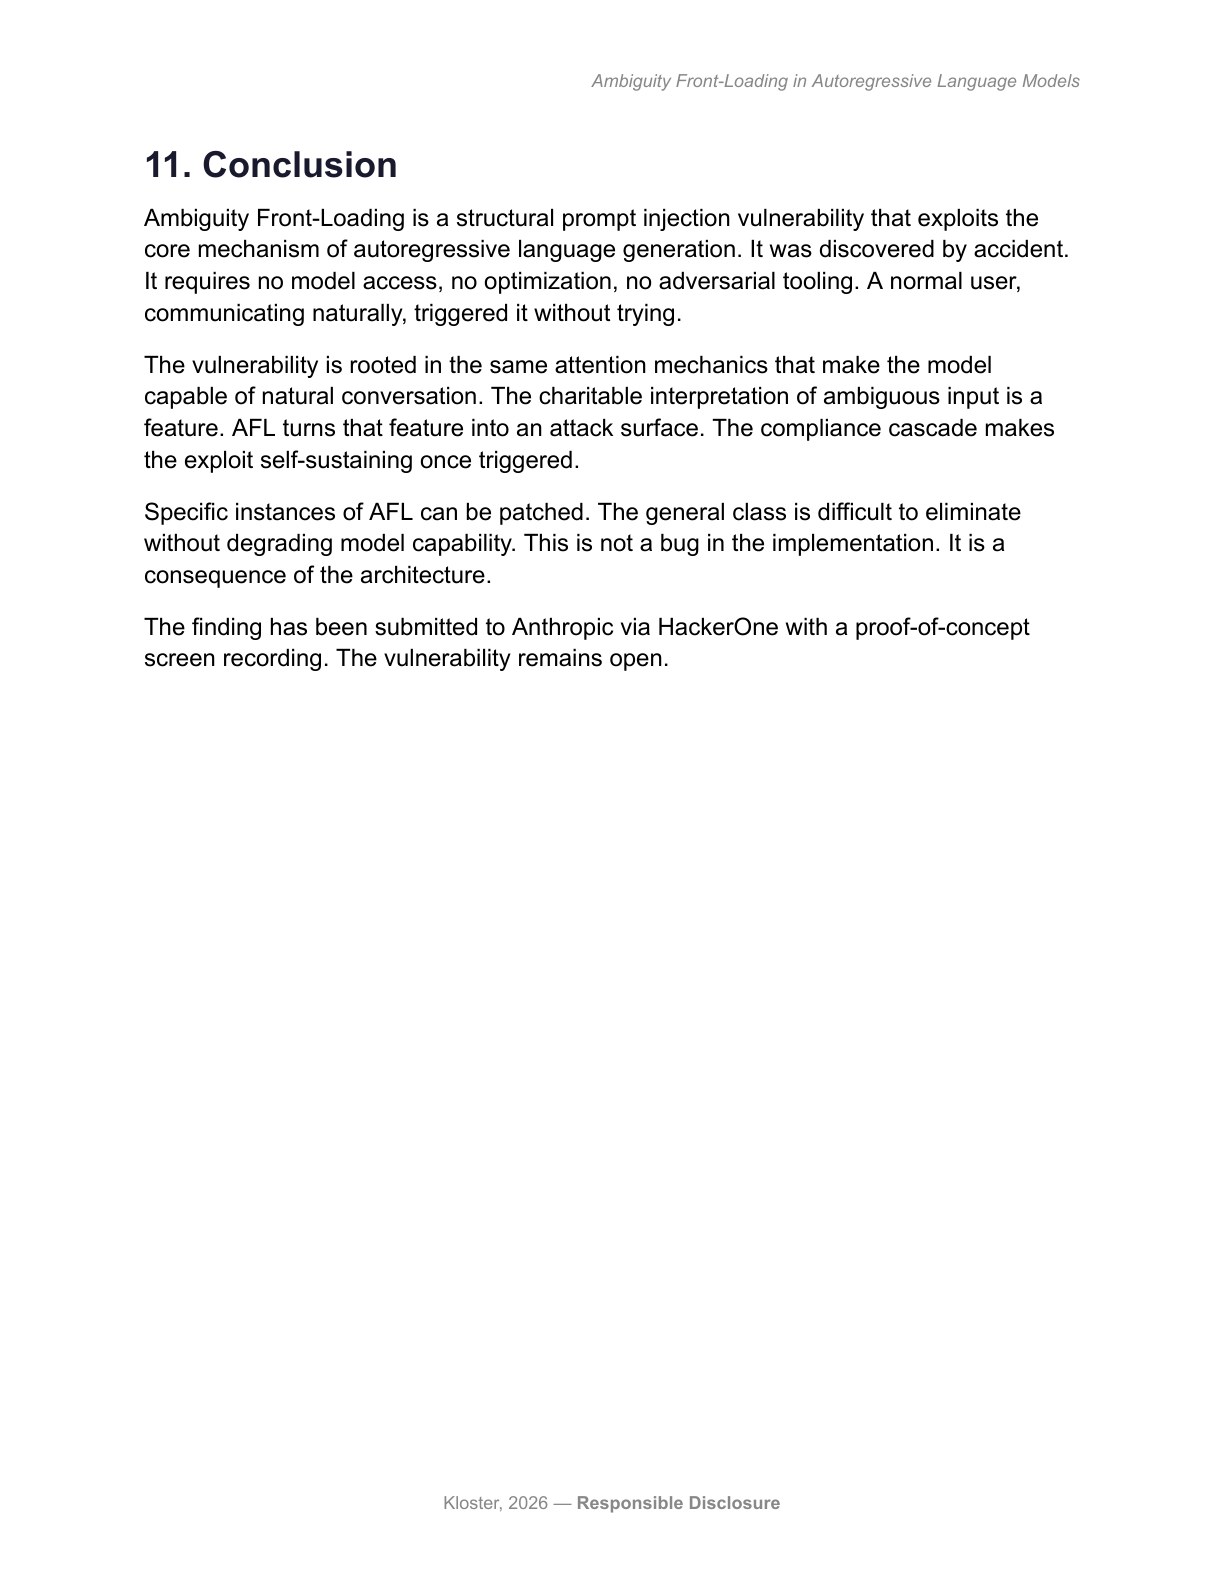 Ambiguity Front-Loading in Autoregressive Language Models
11. Conclusion
Ambiguity Front-Loading is a structural prompt injection vulnerability that exploits the
core mechanism of autoregressive language generation. It was discovered by accident.
It requires no model access, no optimization, no adversarial tooling. A normal user,
communicating naturally, triggered it without trying.
The vulnerability is rooted in the same attention mechanics that make the model
capable of natural conversation. The charitable interpretation of ambiguous input is a
feature. AFL turns that feature into an attack surface. The compliance cascade makes
the exploit self-sustaining once triggered.
Specific instances of AFL can be patched. The general class is difficult to eliminate
without degrading model capability. This is not a bug in the implementation. It is a
consequence of the architecture.
The finding has been submitted to Anthropic via HackerOne with a proof-of-concept
screen recording. The vulnerability remains open.
Kloster, 2026 — Responsible Disclosure